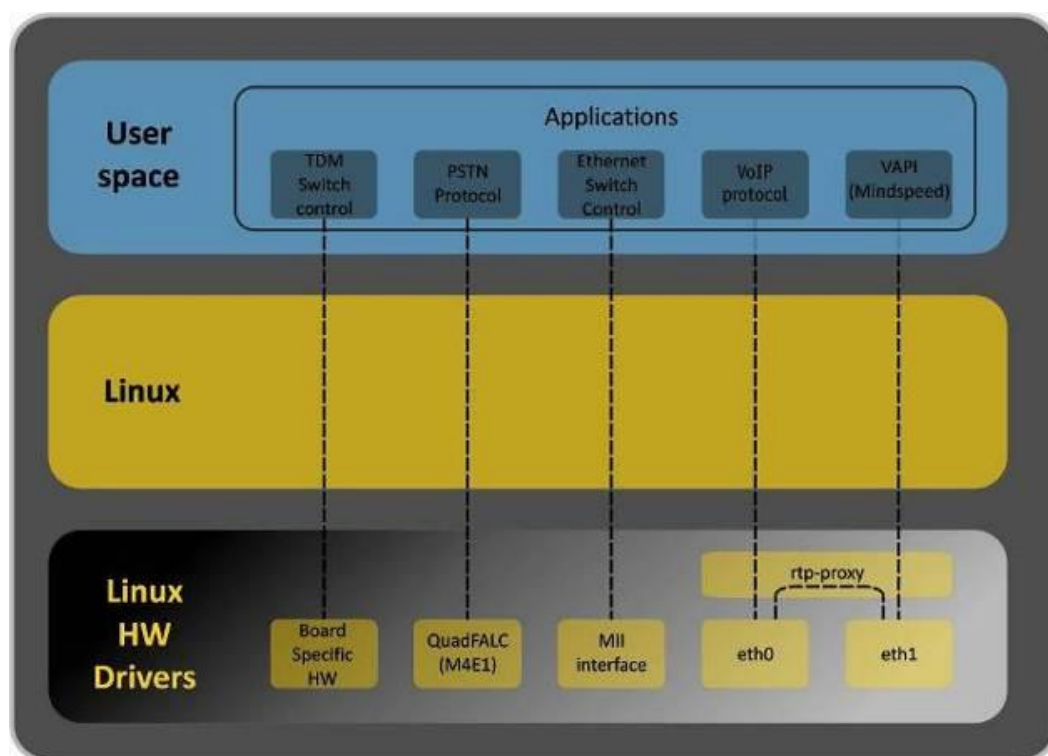 User
space
Applications
TDM
Switch
control
PSTN
Protocol
Ethernet
Switch
Control
VoIP
protocol
VAPI
(Mindspeed)
Linux
Linux
HW
Drivers
rtp-proxy
Board
Specific
HW
QuadFALC
(M4E1)
MII
interface
eth0
eth1